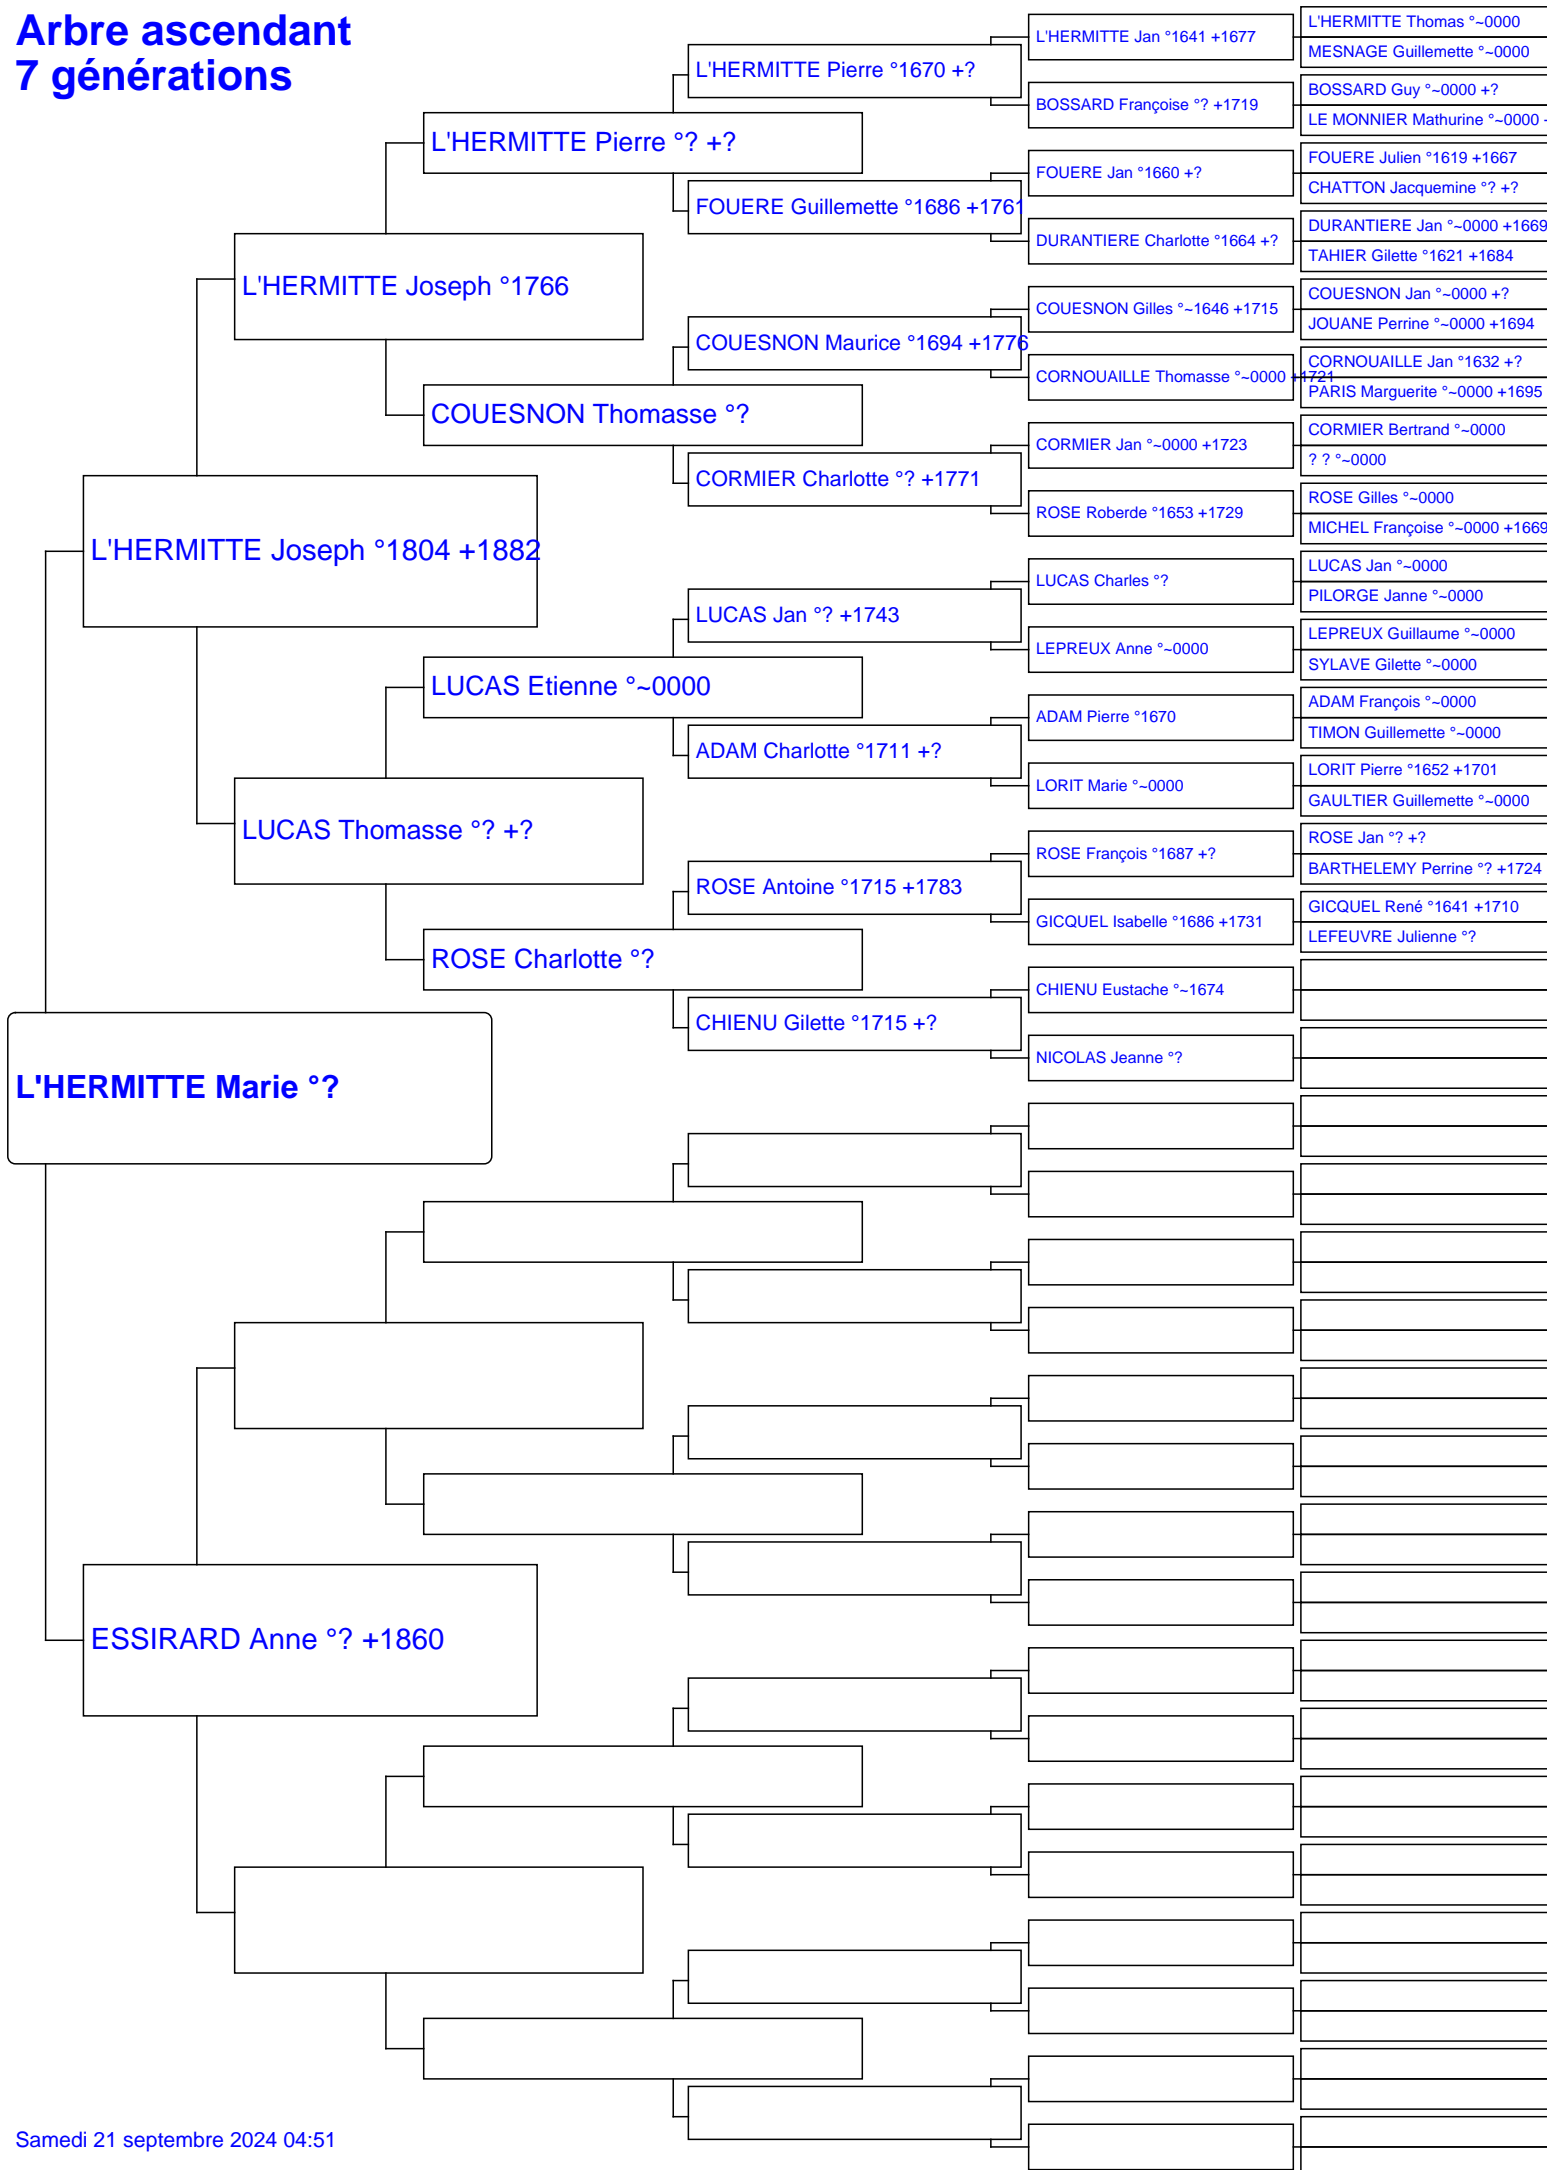 Arbre ascendant
7 générations
L'HERMITTE Marie °?
L'HERMITTE Joseph °1804 +1882
ESSIRARD Anne °? +1860
L'HERMITTE Joseph °1766
LUCAS Thomasse °? +?
L'HERMITTE Pierre °? +?
COUESNON Thomasse °?
LUCAS Etienne °~0000
ROSE Charlotte °?
L'HERMITTE Pierre °1670 +?
FOUERE Guillemette °1686 +1761
COUESNON Maurice °1694 +1776
CORMIER Charlotte °? +1771
LUCAS Jan °? +1743
ADAM Charlotte °1711 +?
ROSE Antoine °1715 +1783
CHIENU Gilette °1715 +?
L'HERMITTE Jan °1641 +1677
BOSSARD Françoise °? +1719
FOUERE Jan °1660 +?
DURANTIERE Charlotte °1664 +?
COUESNON Gilles °~1646 +1715
CORNOUAILLE Thomasse °~0000 +1721
CORMIER Jan °~0000 +1723
ROSE Roberde °1653 +1729
LUCAS Charles °?
LEPREUX Anne °~0000
ADAM Pierre °1670
LORIT Marie °~0000
ROSE François °1687 +?
GICQUEL Isabelle °1686 +1731
CHIENU Eustache °~1674
NICOLAS Jeanne °?
L'HERMITTE Thomas °~0000
MESNAGE Guillemette °~0000
BOSSARD Guy °~0000 +?
LE MONNIER Mathurine °~0000
FOUERE Julien °1619 +1667
CHATTON Jacquemine °? +?
DURANTIERE Jan °~0000 +1669
TAHIER Gilette °1621 +1684
COUESNON Jan °~0000 +?
JOUANE Perrine °~0000 +1694
CORNOUAILLE Jan °1632 +?
PARIS Marguerite °~0000 +1695
CORMIER Bertrand °~0000
? ? °~0000
ROSE Gilles °~0000
MICHEL Françoise °~0000 +1669
LUCAS Jan °~0000
PILORGE Janne °~0000
LEPREUX Guillaume °~0000
SYLAVE Gilette °~0000
ADAM François °~0000
TIMON Guillemette °~0000
LORIT Pierre °1652 +1701
GAULTIER Guillemette °~0000
ROSE Jan °? +?
BARTHELEMY Perrine °? +1724
GICQUEL René °1641 +1710
LEFEUVRE Julienne °?
Samedi 21 septembre 2024 04:51